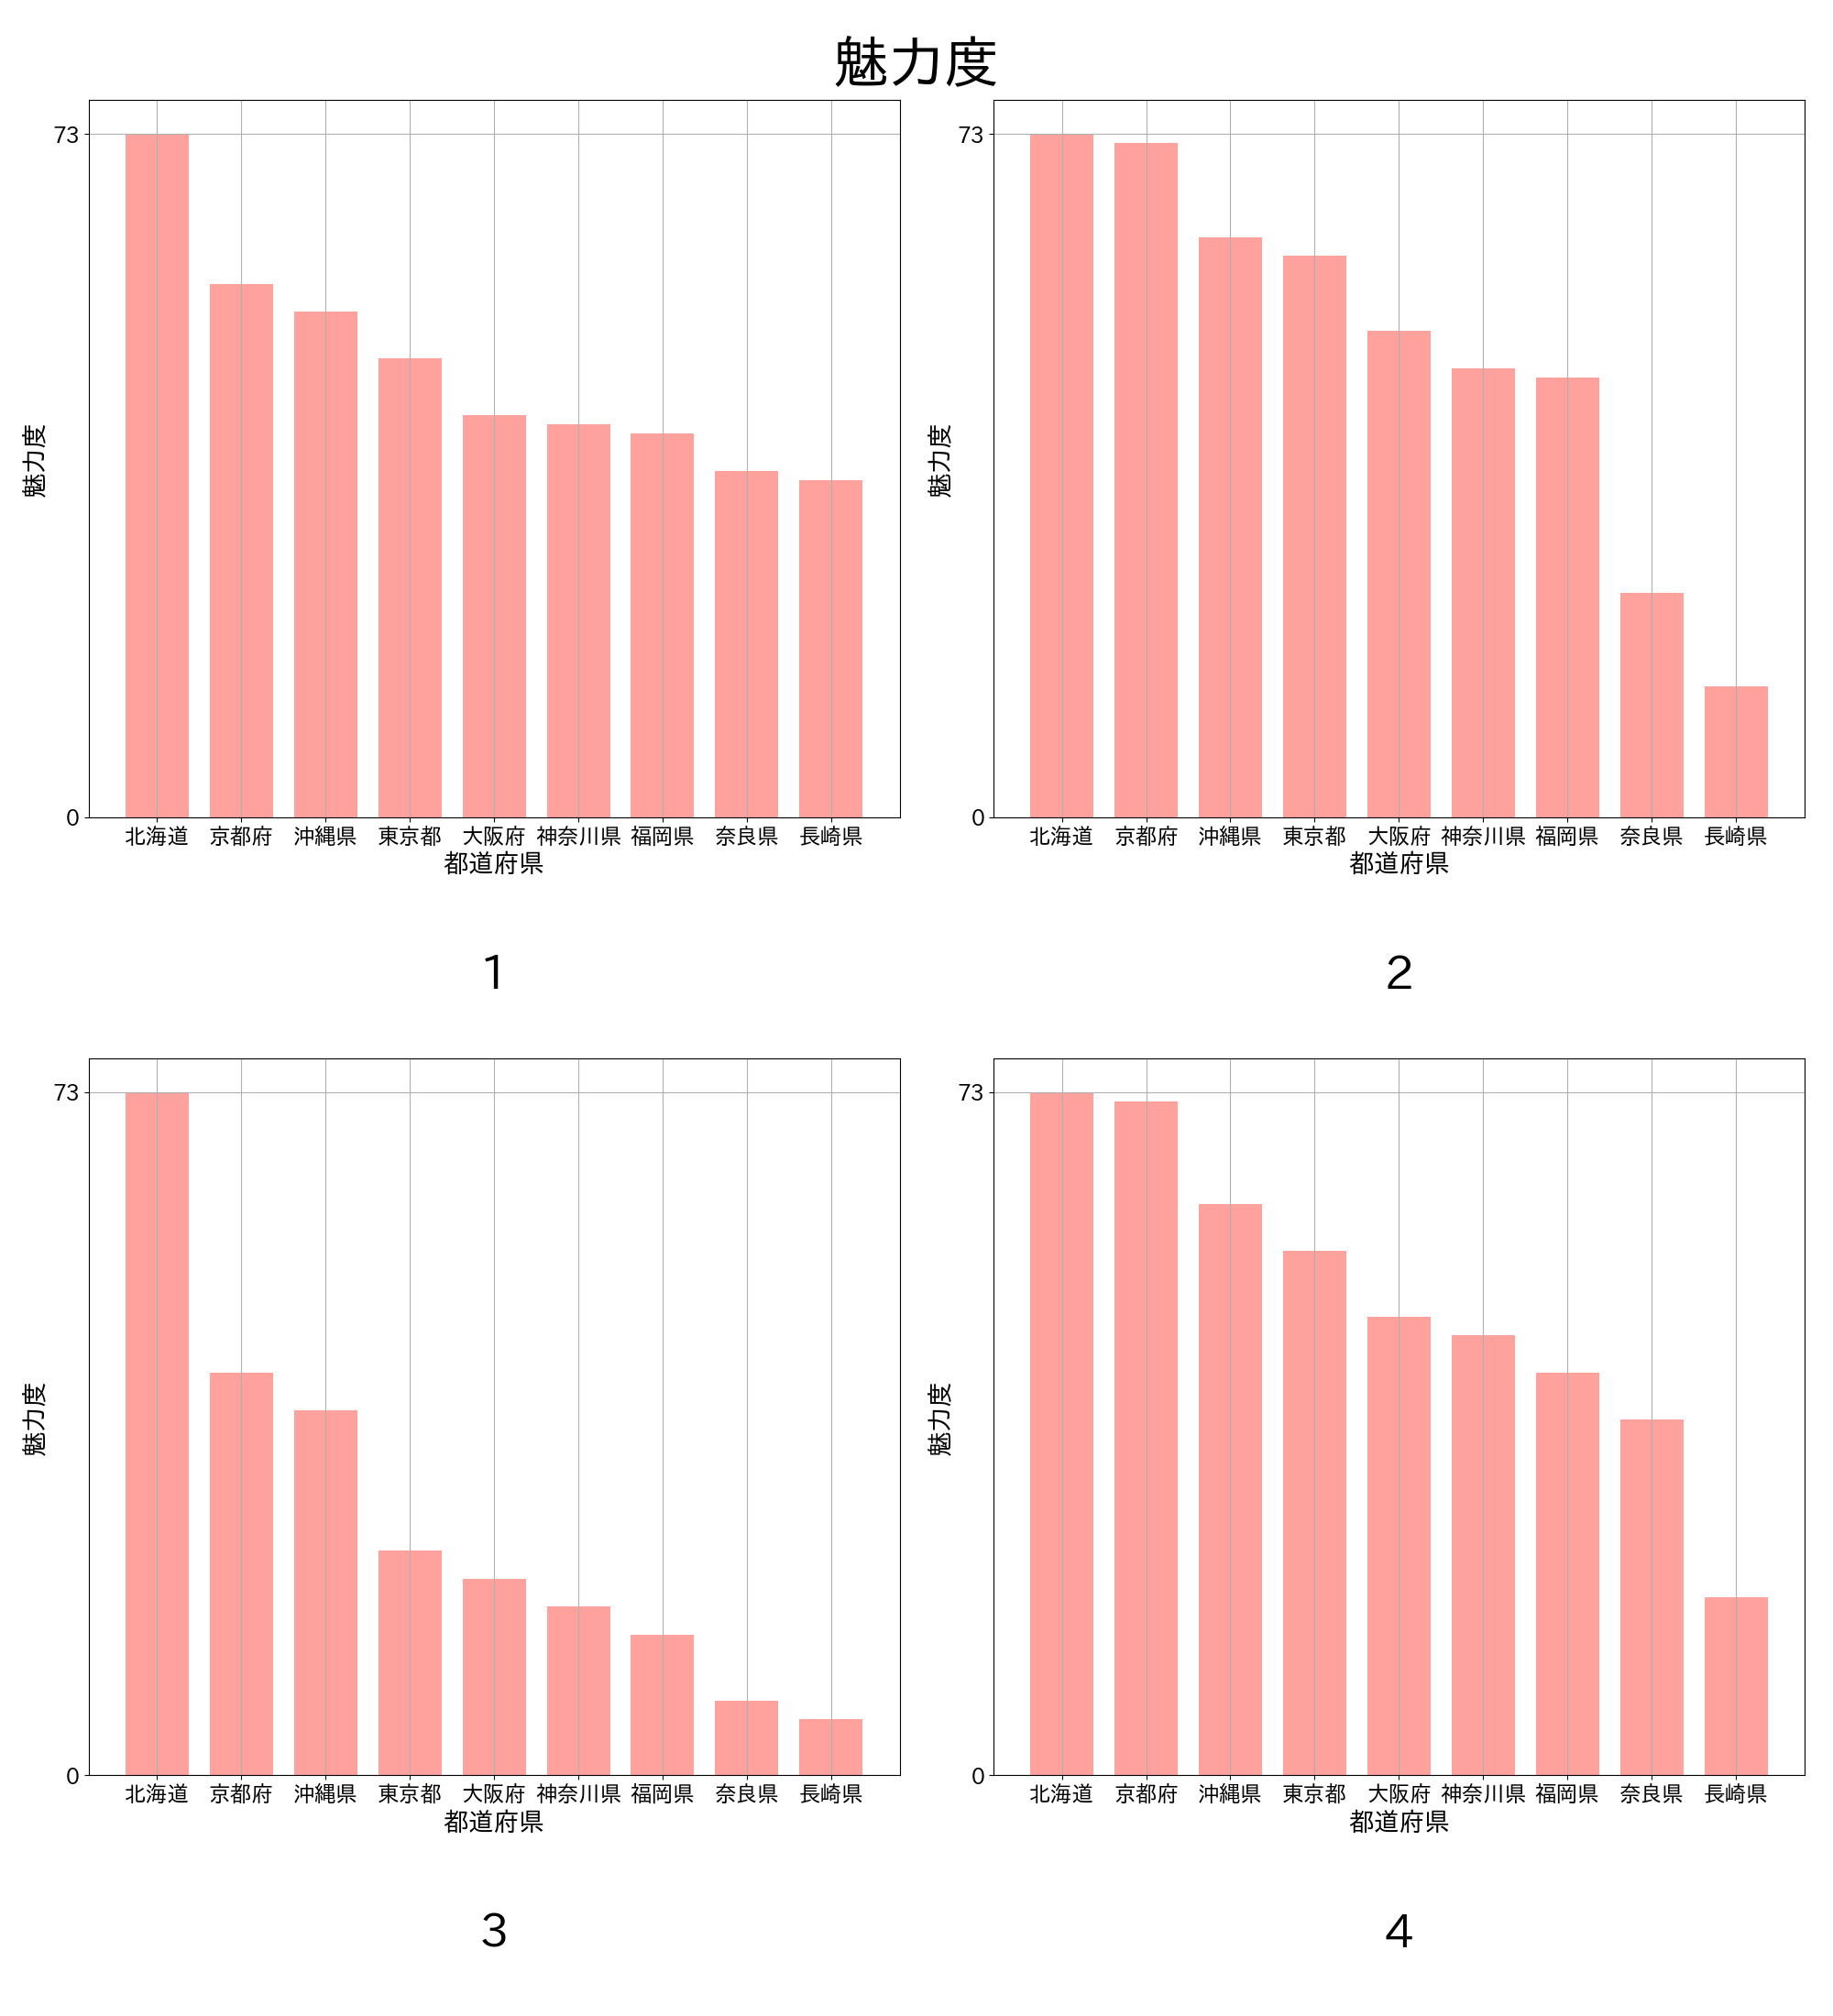 魅力度
73
0
魅力度
北海道 京都府 沖縄県 東京都 大阪府 神奈川県 福岡県 奈良県 長崎県
都道府県
1
73
0
魅力度
北海道 京都府 沖縄県 東京都 大阪府 神奈川県 福岡県 奈良県 長崎県
都道府県
2
73
0
魅力度
北海道 京都府 沖縄県 東京都 大阪府 神奈川県 福岡県 奈良県 長崎県
都道府県
3
73
0
魅力度
北海道 京都府 沖縄県 東京都 大阪府 神奈川県 福岡県 奈良県 長崎県
都道府県
4